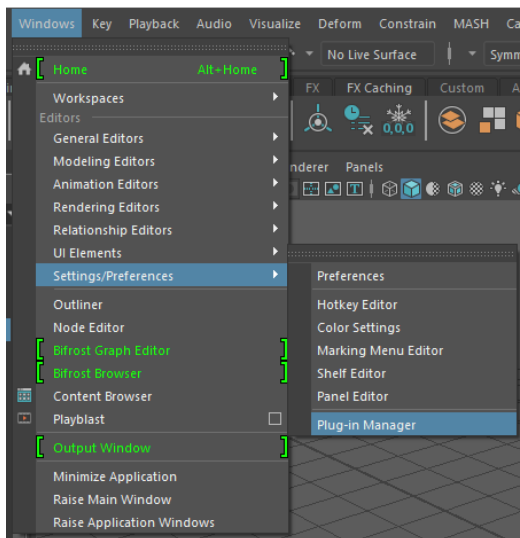 Windows Key Playback Audio Visualize Deform Constrain MASH
No Live Surface
Home Alt+Home
FX FX Caching Custom
Workspaces
Editors
0,0,0
General Editors
Modeling Editors
Panels
Animation Editors
T
Rendering Editors
Relationship Editors
UI Elements
Settings/Preferences
Preferences
Outliner
Hotkey Editor
Node Editor
Color Settings
Bifrost Graph Editor
Marking Menu Editor
Bifrost Browser
Shelf Editor
Content Browser
Panel Editor
Playblast
Plug-in Manager
Output Window
Minimize Application
Raise Main Window
Raise Application Windows